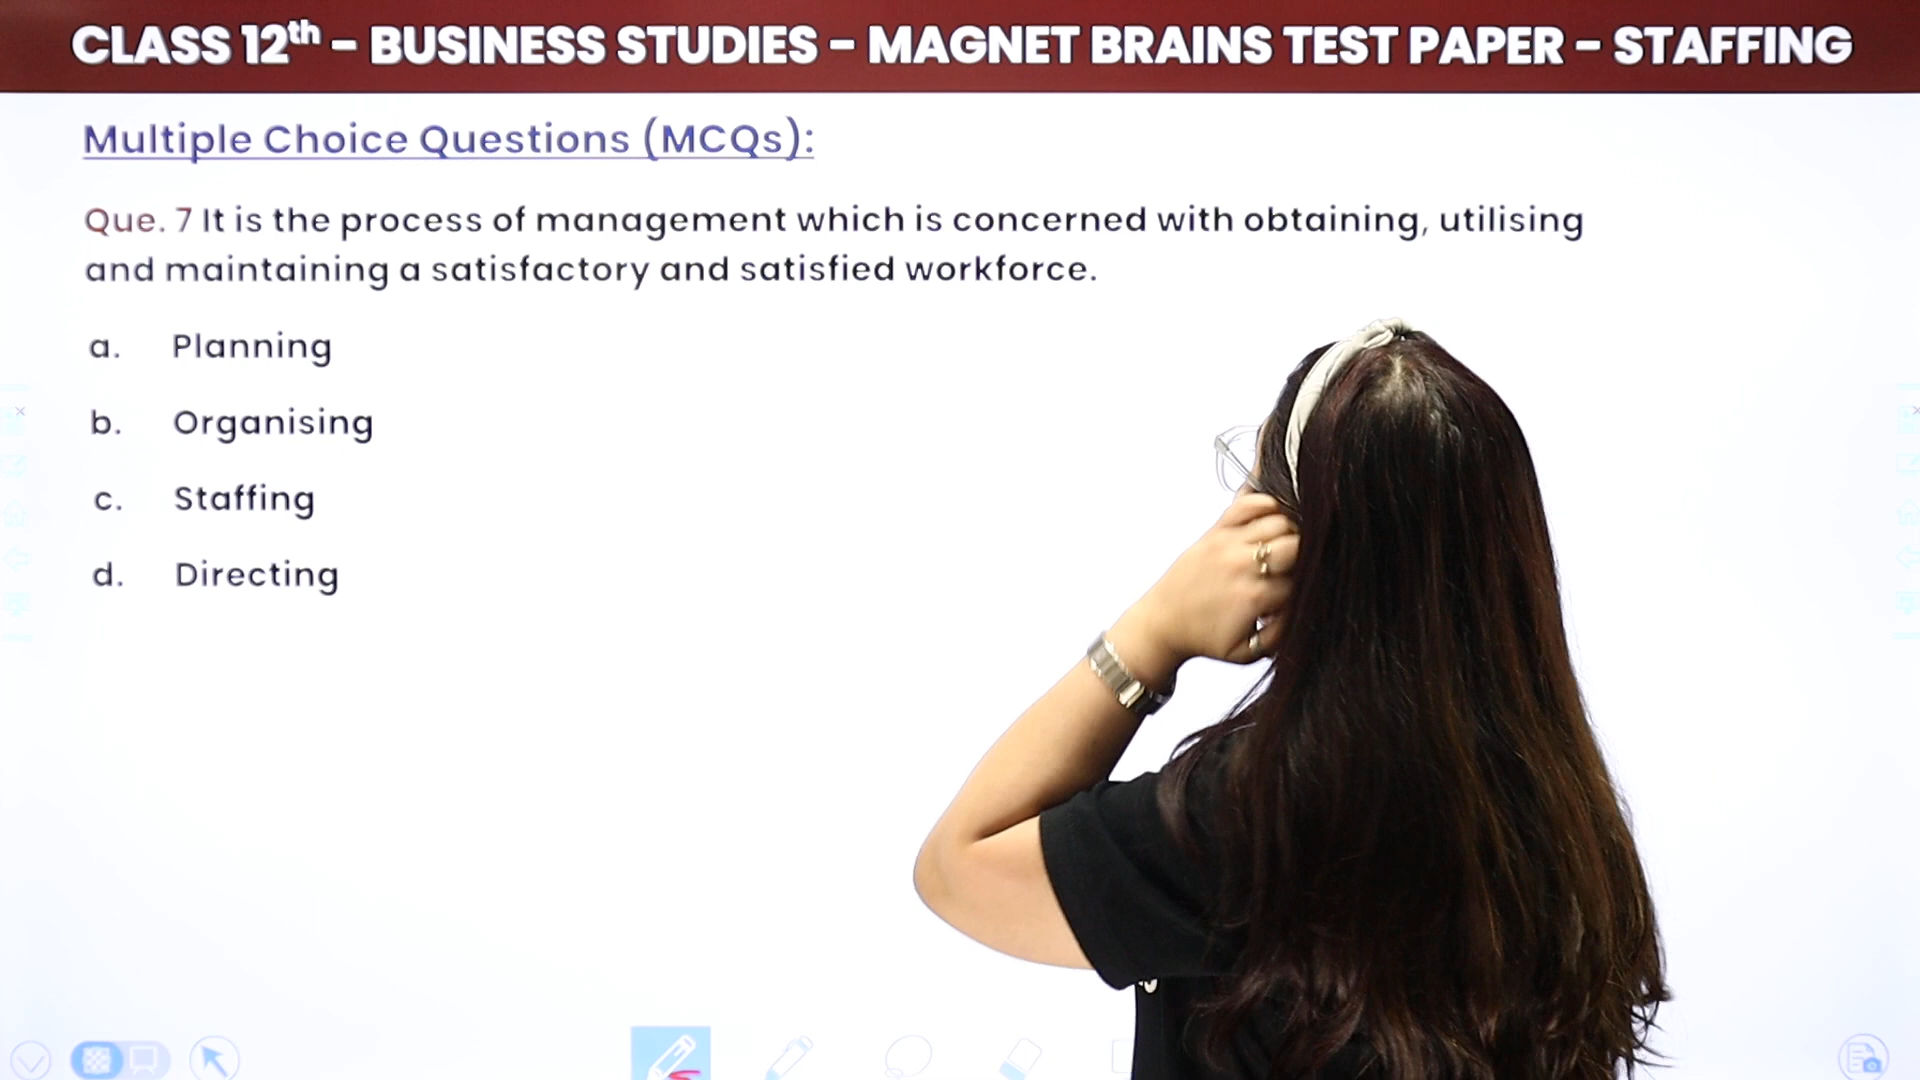 CLASS 12th – BUSINESS STUDIES – MAGNET BRAINS TEST PAPER – STAFFING
Multiple Choice Questions (MCQs):
Que. 7 It is the process of management which is concerned with obtaining, utilising
and maintaining a satisfactory and satisfied workforce.
a. Planning
b. Organising
c. Staffing
d. Directing